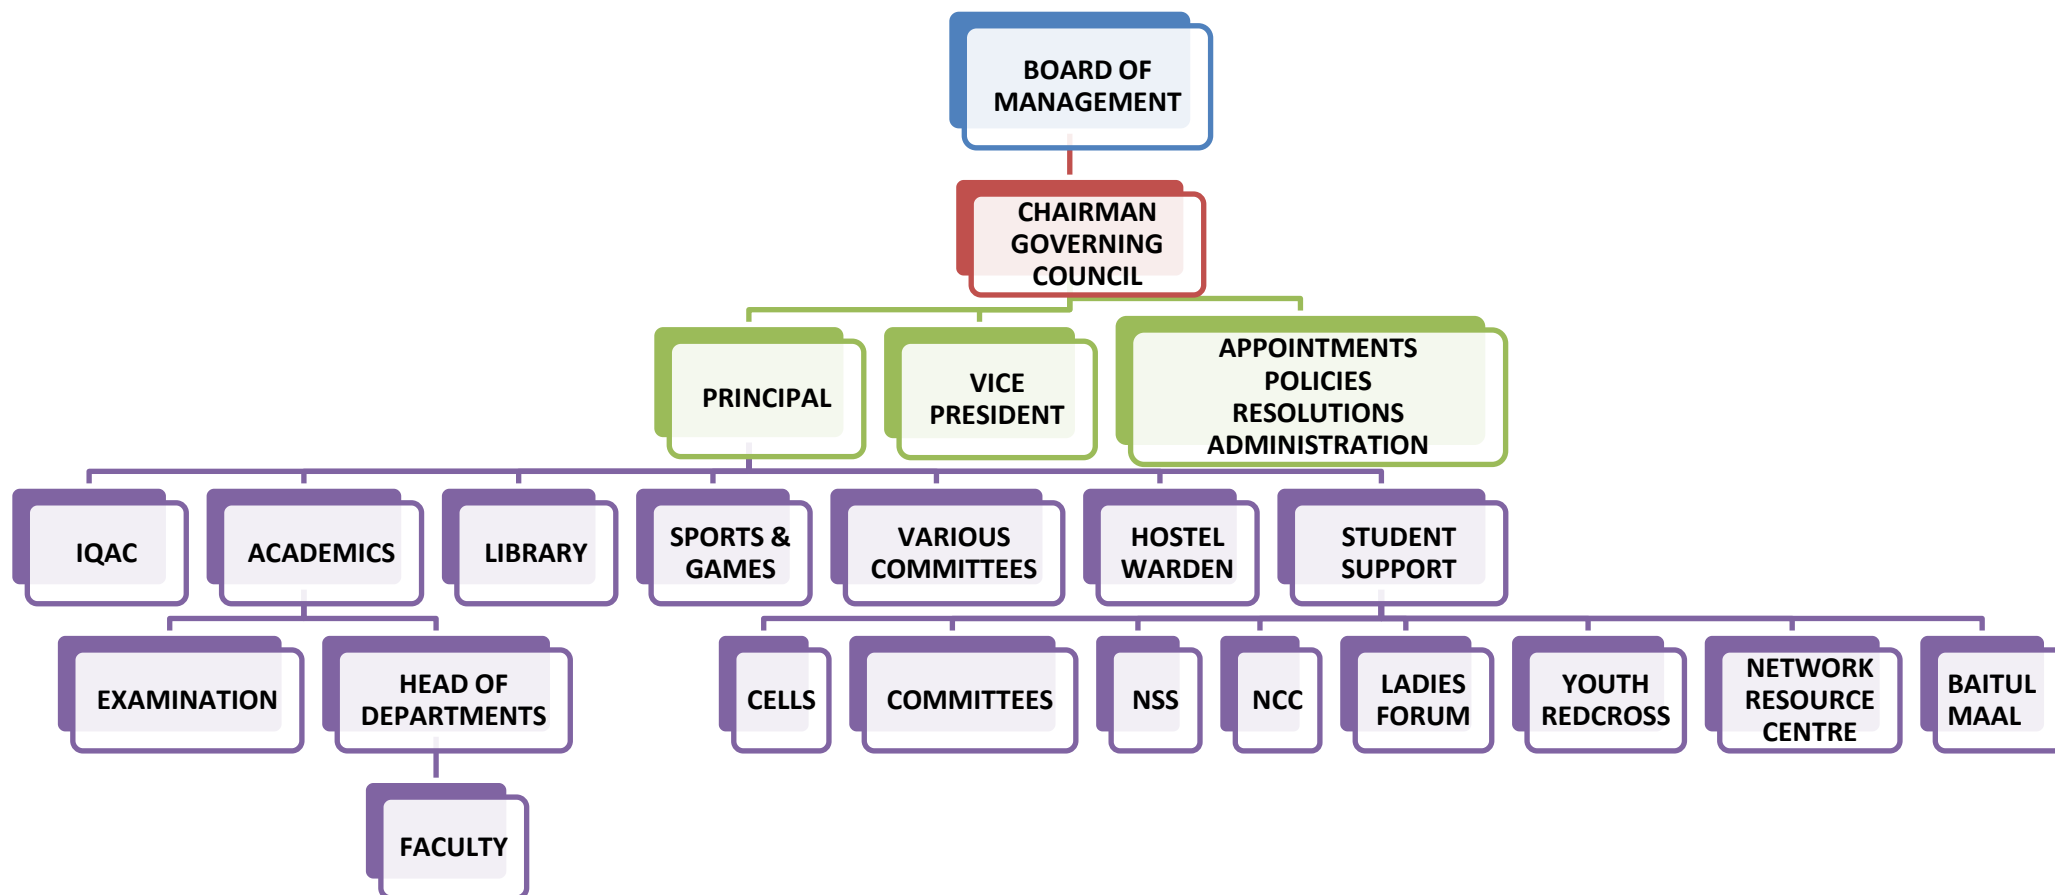 BOARD OF
MANAGEMENT
CHAIRMAN
GOVERNING
COUNCIL
PRINCIPAL
VICE
PRESIDENT
APPOINTMENTS
POLICIES
RESOLUTIONS
ADMINISTRATION
IQAC
ACADEMICS
LIBRARY
SPORTS &
GAMES
VARIOUS
COMMITTEES
HOSTEL
WARDEN
STUDENT
SUPPORT
EXAMINATION
HEAD OF
DEPARTMENTS
CELLS
COMMITTEES
NSS
NCC
LADIES
FORUM
YOUTH
REDCROSS
NETWORK
RESOURCE
CENTRE
BAITUL
MAAL
FACULTY